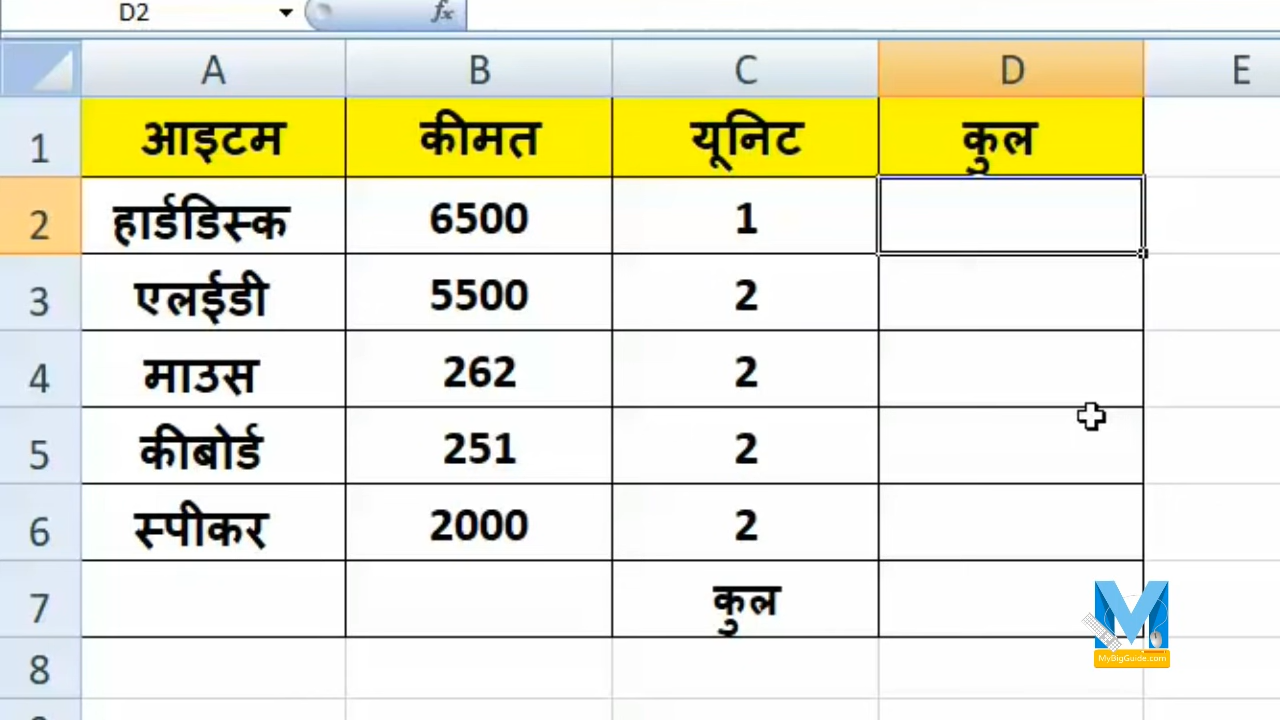 D2 fx
A B C D E
1 आइटम कीमत यूनिट कुल
2 हार्डडिस्क 6500 1
3 एलईडी 5500 2
4 माउस 262 2
5 कीबोर्ड 251 2
6 स्पीकर 2000 2
7 कुल
MyBigGuide.com
8